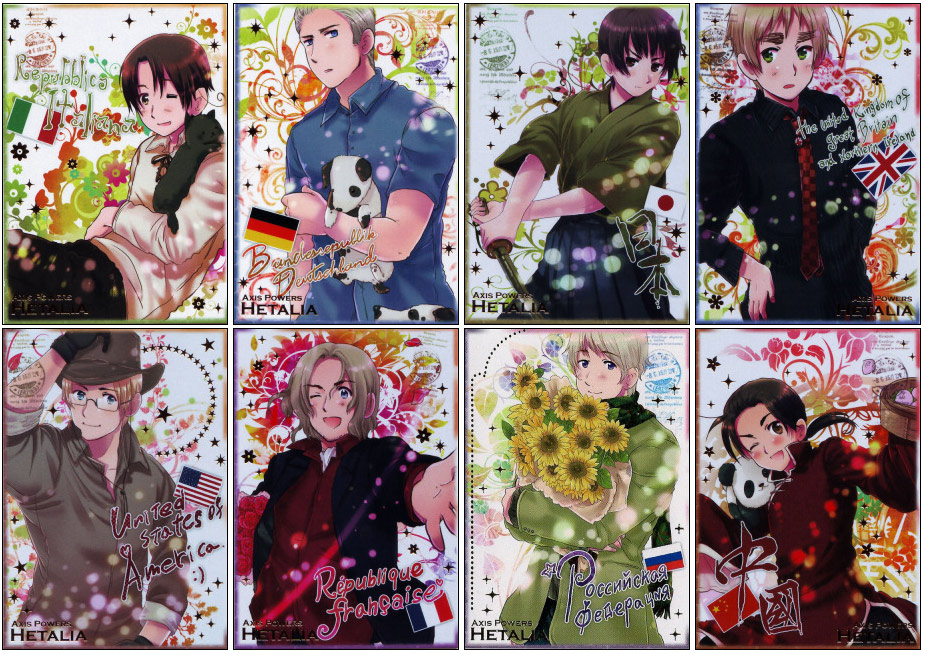 Repubblica
Italiana
AXIS POWERS
HETALIA
Bundesrepublik
Deutschland
AXIS POWERS
HETALIA
日本
AXIS POWERS
HETALIA
The United Kingdom of
Great Britain
and Northern Ireland
AXIS POWERS
HETALIA
United
States of
America
:)
AXIS POWERS
HETALIA
République
française
AXIS POWERS
HETALIA
Российская
Федерация
AXIS POWERS
HETALIA
中國
AXIS POWERS
HETALIA